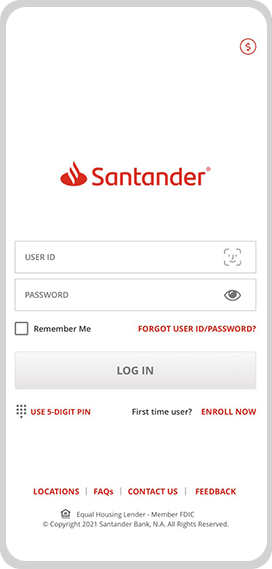 $
Santander®
USER ID
PASSWORD
Remember Me FORGOT USER ID/PASSWORD?
LOG IN
USE 5-DIGIT PIN First time user? ENROLL NOW
LOCATIONS | FAQs | CONTACT US | FEEDBACK
Equal Housing Lender - Member FDIC
© Copyright 2021 Santander Bank, N.A. All Rights Reserved.